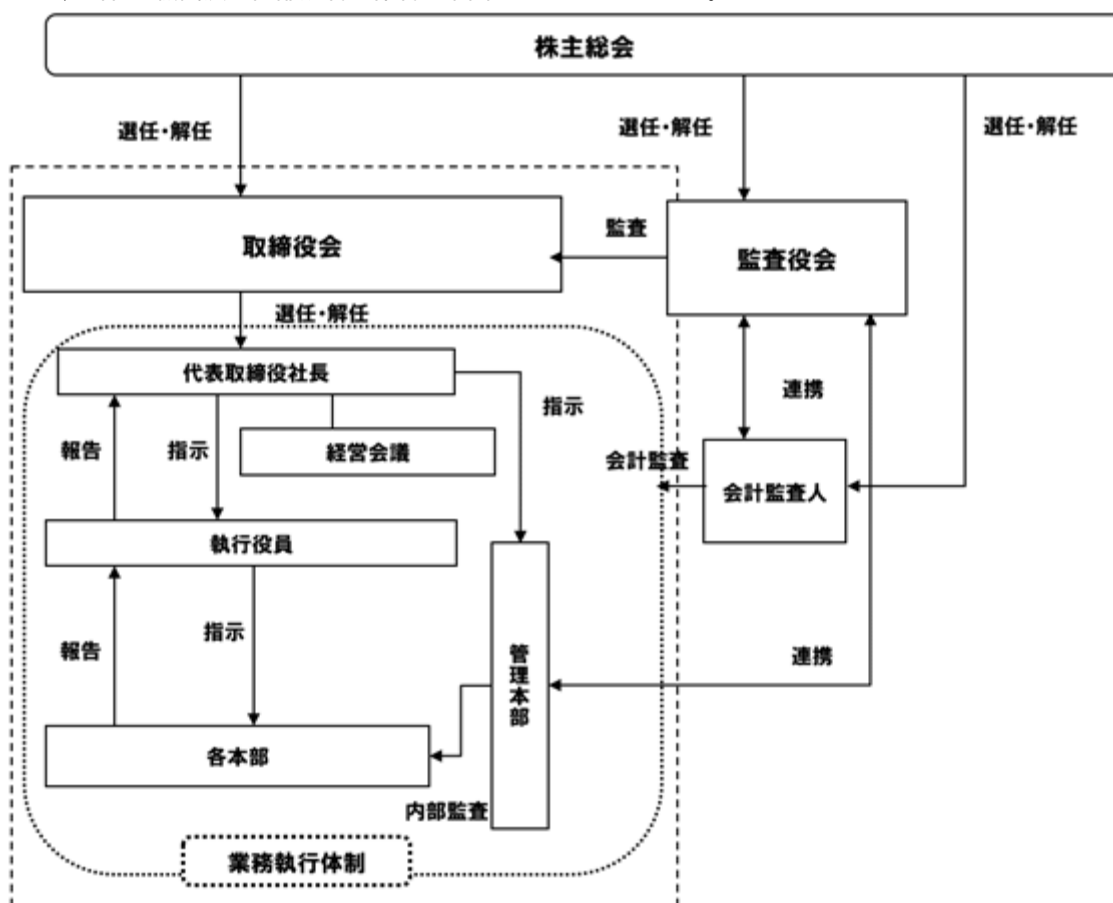 株主総会
選任・解任
選任・解任
選任・解任
取締役会
監査
監査役会
選任・解任
代表取締役社長
指示
連携
報告
指示
経営会議
会計監査
会計監査人
執行役員
報告
指示
管理本部
連携
各本部
内部監査
業務執行体制